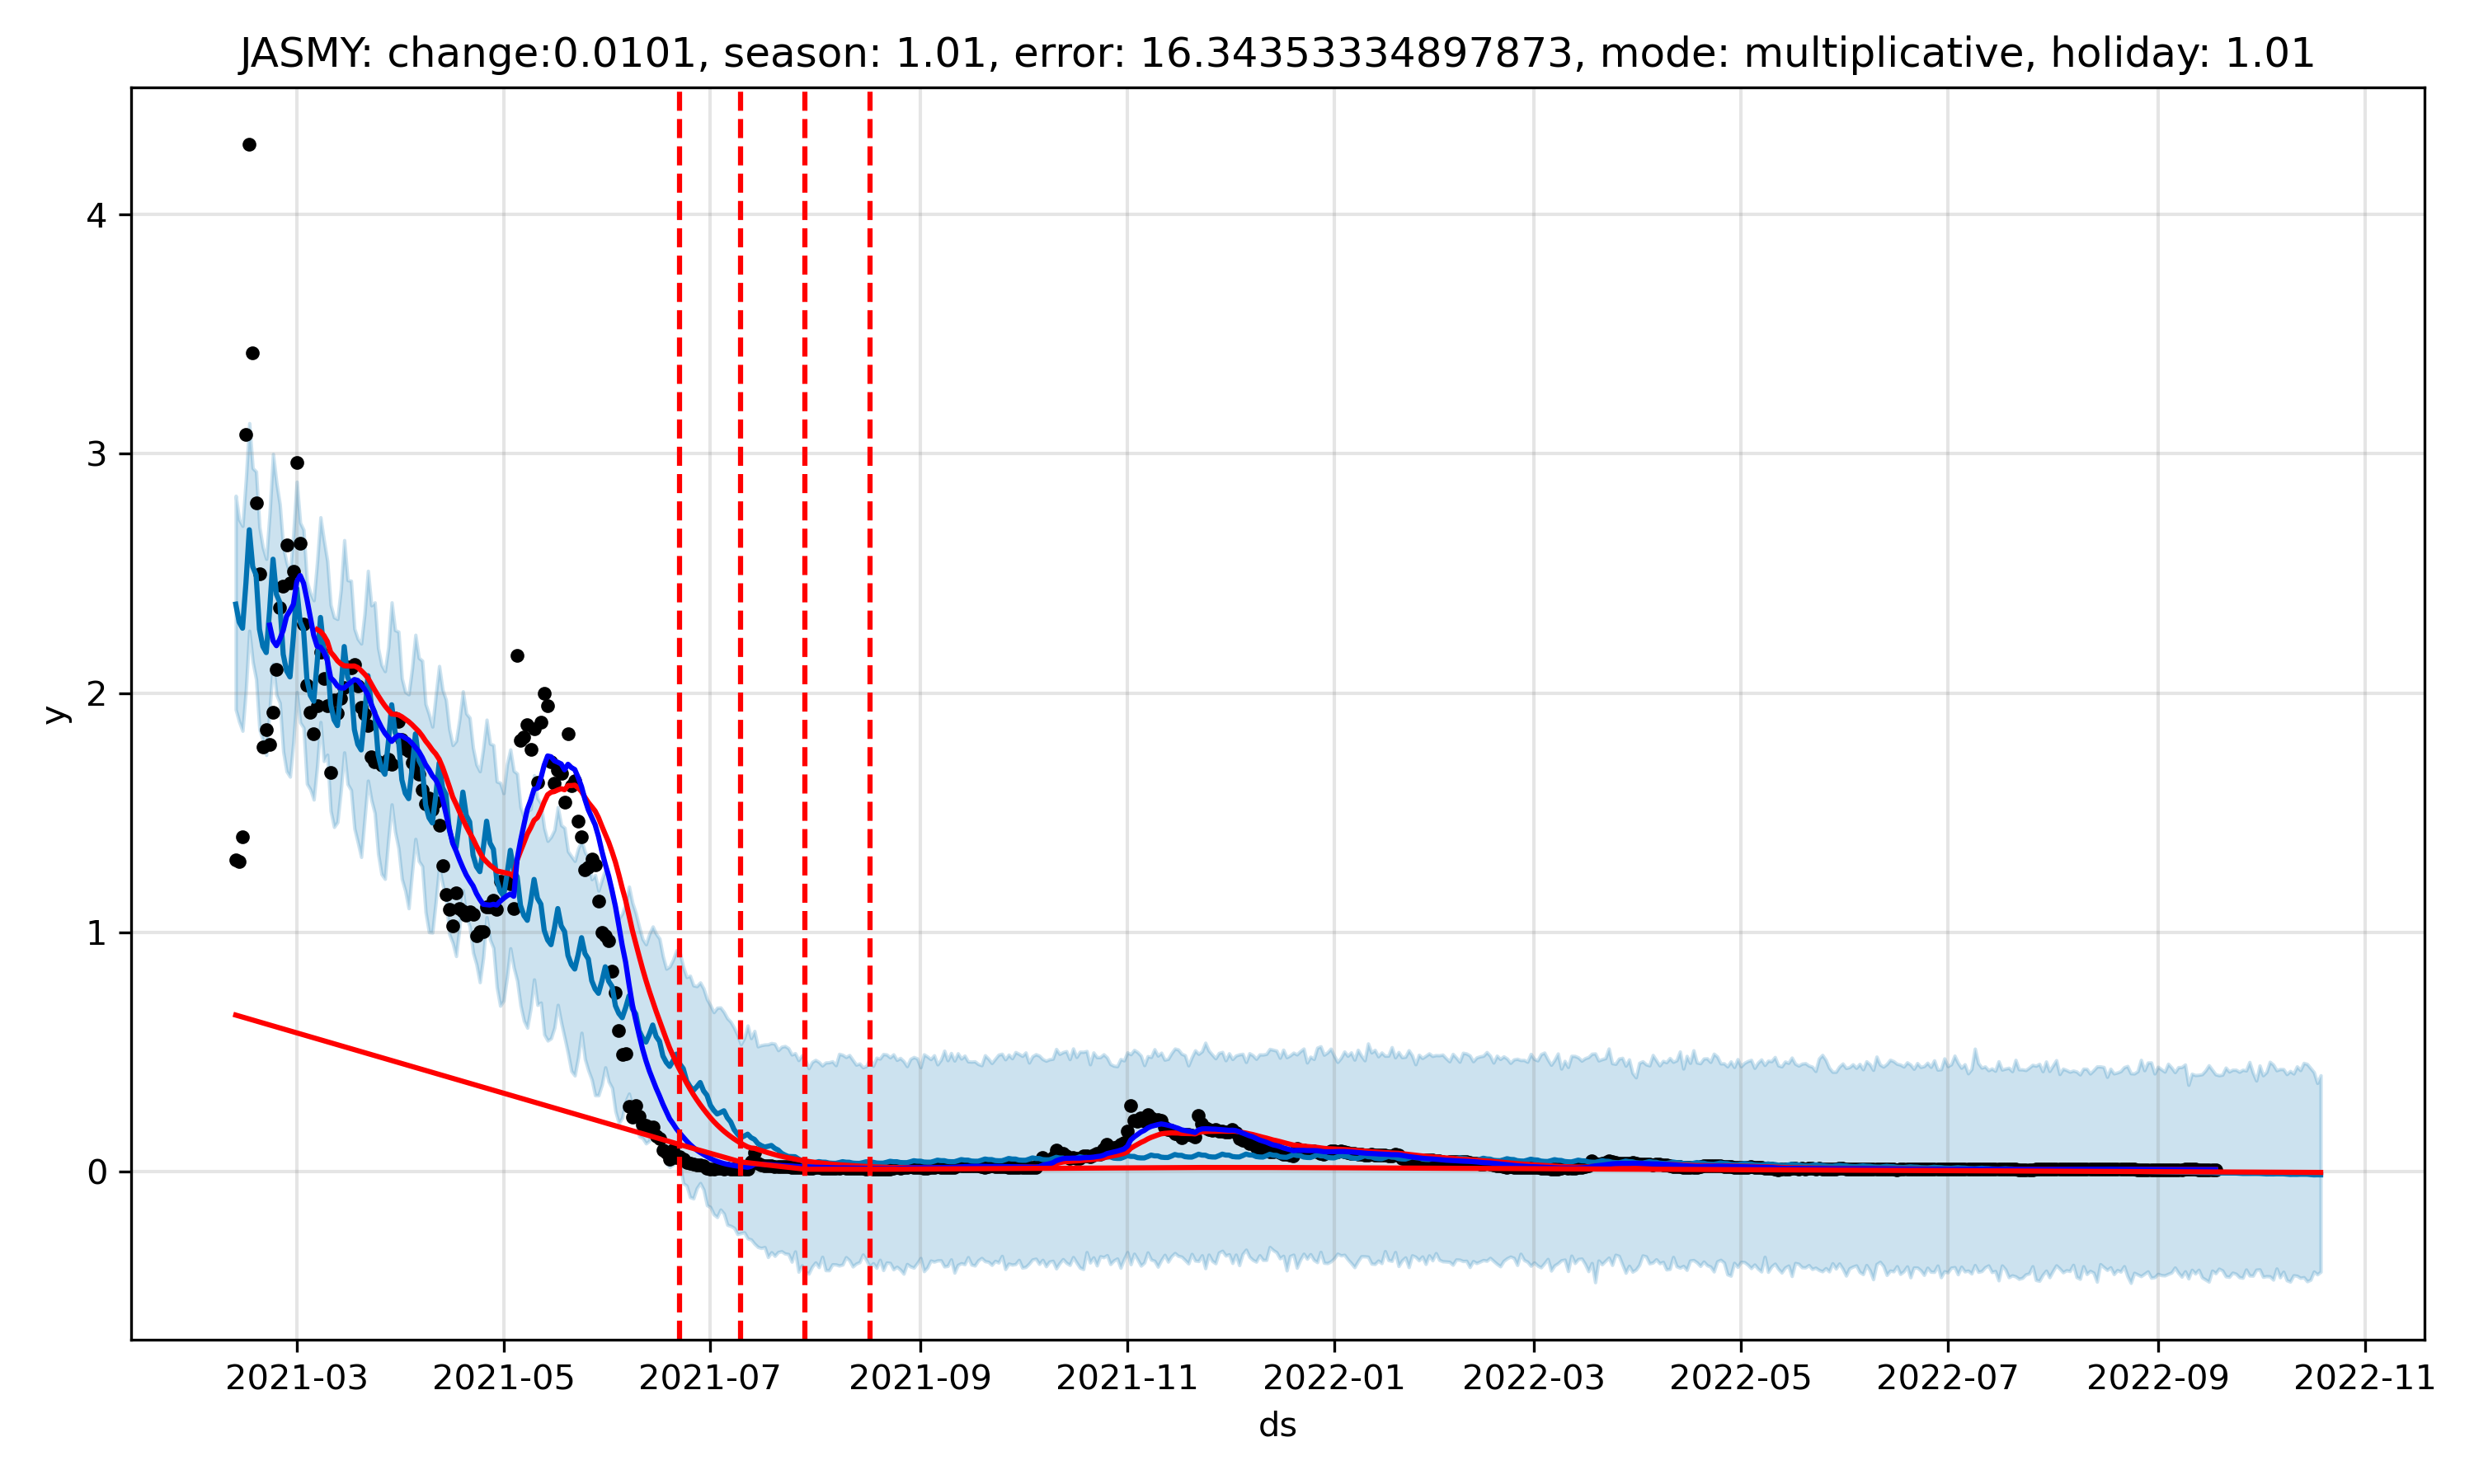 JASMY: change:0.0101, season: 1.01, error: 16.34353334897873, mode: multiplicative, holiday: 1.01
y
4
3
2
1
0
2021-03 2021-05 2021-07 2021-09 2021-11 2022-01 2022-03 2022-05 2022-07 2022-09 2022-11
ds